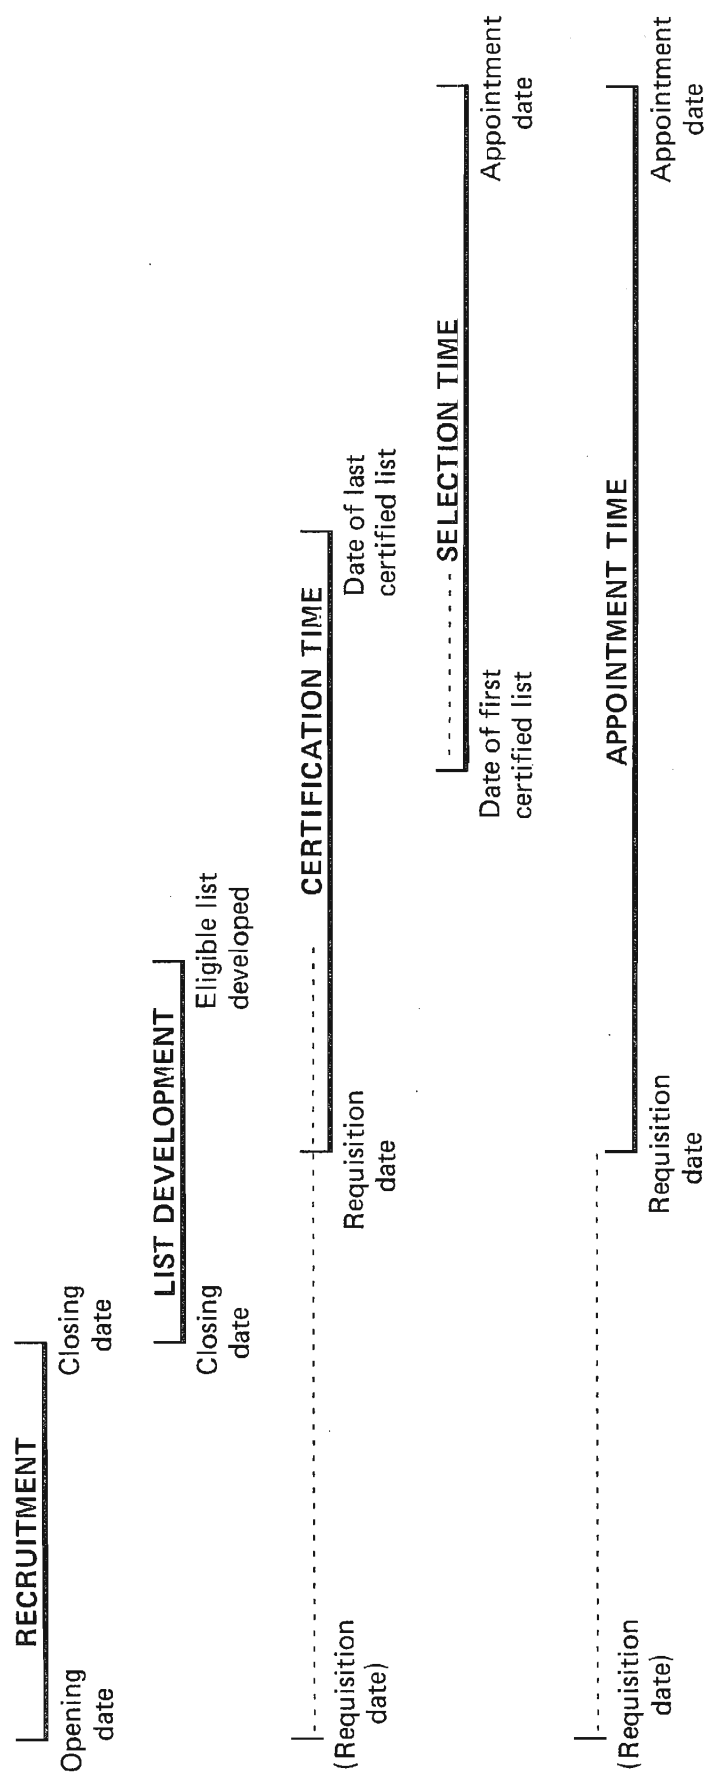 RECRUITMENT
Opening
date
Closing
date
LIST DEVELOPMENT
Closing
date
Eligible list
developed
CERTIFICATION TIME
(Requisition
date)
Requisition
date
Date of last
certified list
SELECTION TIME
Date of first
certified list
Appointment
date
APPOINTMENT TIME
(Requisition
date)
Requisition
date
Appointment
date